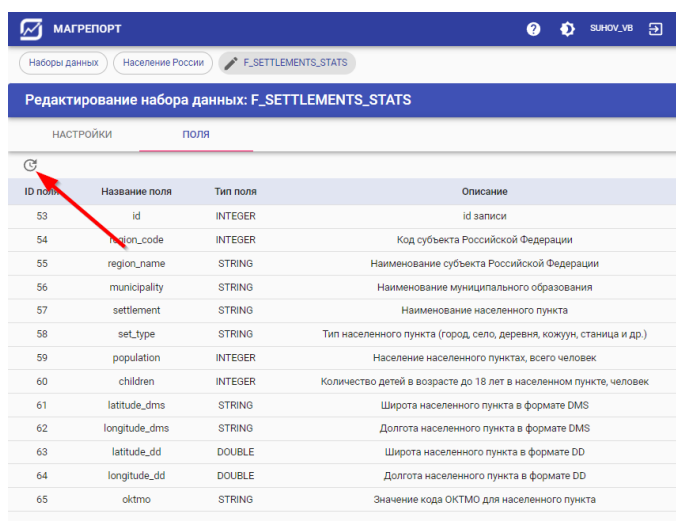 МАГРЕПОРТ
? SUHOV_VB
Наборы данных Население России F_SETTLEMENTS_STATS
Редактирование набора данных: F_SETTLEMENTS_STATS
НАСТРОЙКИ ПОЛЯ
ID поля Название поля Тип поля Описание
53 id INTEGER id записи
54 region_code INTEGER Код субъекта Российской Федерации
55 region_name STRING Наименование субъекта Российской Федерации
56 municipality STRING Наименование муниципального образования
57 settlement STRING Наименование населенного пункта
58 set_type STRING Тип населенного пункта (город, село, деревня, кожуун, станица и др.)
59 population INTEGER Население населенного пунктах, всего человек
60 children INTEGER Количество детей в возрасте до 18 лет в населенном пункте, человек
61 latitude_dms STRING Широта населенного пункта в формате DMS
62 longitude_dms STRING Долгота населенного пункта в формате DMS
63 latitude_dd DOUBLE Широта населенного пункта в формате DD
64 longitude_dd DOUBLE Долгота населенного пункта в формате DD
65 oktmo STRING Значение кода ОКТМО для населенного пункта